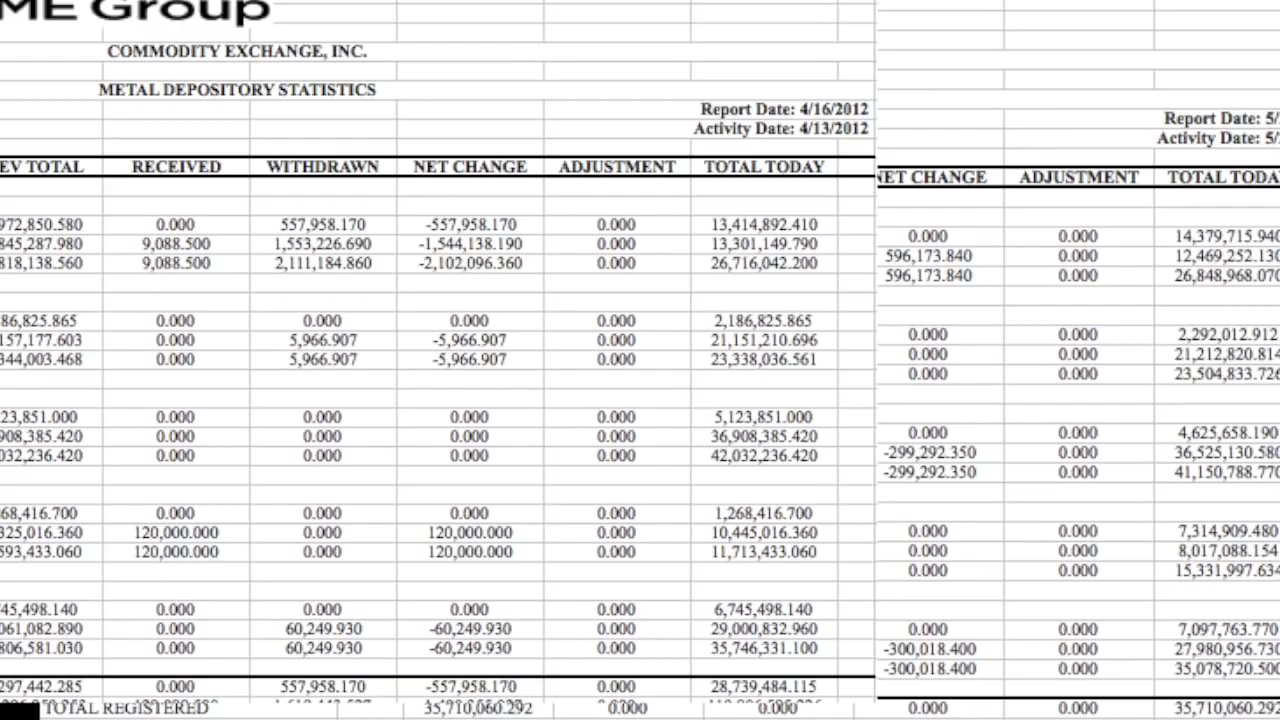 ME Group
COMMODITY EXCHANGE, INC.
METAL DEPOSITORY STATISTICS
Report Date: 4/16/2012
Activity Date: 4/13/2012
EV TOTAL RECEIVED WITHDRAWN NET CHANGE ADJUSTMENT TOTAL TODAY
972,850.580 0.000 557,958.170 -557,958.170 0.000 13,414,892.410
845,287.980 9,088.500 1,553,226.690 -1,544,138.190 0.000 13,301,149.790
818,138.560 9,088.500 2,111,184.860 -2,102,096.360 0.000 26,716,042.200
86,825.865 0.000 0.000 0.000 0.000 2,186,825.865
157,177.603 0.000 5,966.907 -5,966.907 0.000 21,151,210.696
344,003.468 0.000 5,966.907 -5,966.907 0.000 23,338,036.561
23,851.000 0.000 0.000 0.000 0.000 5,123,851.000
908,385.420 0.000 0.000 0.000 0.000 36,908,385.420
032,236.420 0.000 0.000 0.000 0.000 42,032,236.420
68,416.700 0.000 0.000 0.000 0.000 1,268,416.700
325,016.360 120,000.000 0.000 120,000.000 0.000 10,445,016.360
593,433.060 120,000.000 0.000 120,000.000 0.000 11,713,433.060
45,498.140 0.000 0.000 0.000 0.000 6,745,498.140
061,082.890 0.000 60,249.930 -60,249.930 0.000 29,000,832.960
806,581.030 0.000 60,249.930 -60,249.930 0.000 35,746,331.100
297,442.285 0.000 557,958.170 -557,958.170 0.000 28,739,484.115
TOTAL REGISTERED 35,710,060.292 0.000 0.000
Report Date: 5/
Activity Date: 5/
NET CHANGE ADJUSTMENT TOTAL TODA
0.000 0.000 14,379,715.940
596,173.840 0.000 12,469,252.130
596,173.840 0.000 26,848,968.070
0.000 0.000 2,292,012.912
0.000 0.000 21,212,820.814
0.000 0.000 23,504,833.726
0.000 0.000 4,625,658.190
-299,292.350 0.000 36,525,130.580
-299,292.350 0.000 41,150,788.770
0.000 0.000 7,314,909.480
0.000 0.000 8,017,088.154
0.000 0.000 15,331,997.634
0.000 0.000 7,097,763.770
-300,018.400 0.000 27,980,956.730
-300,018.400 0.000 35,078,720.500
0.000 0.000 35,710,060.292